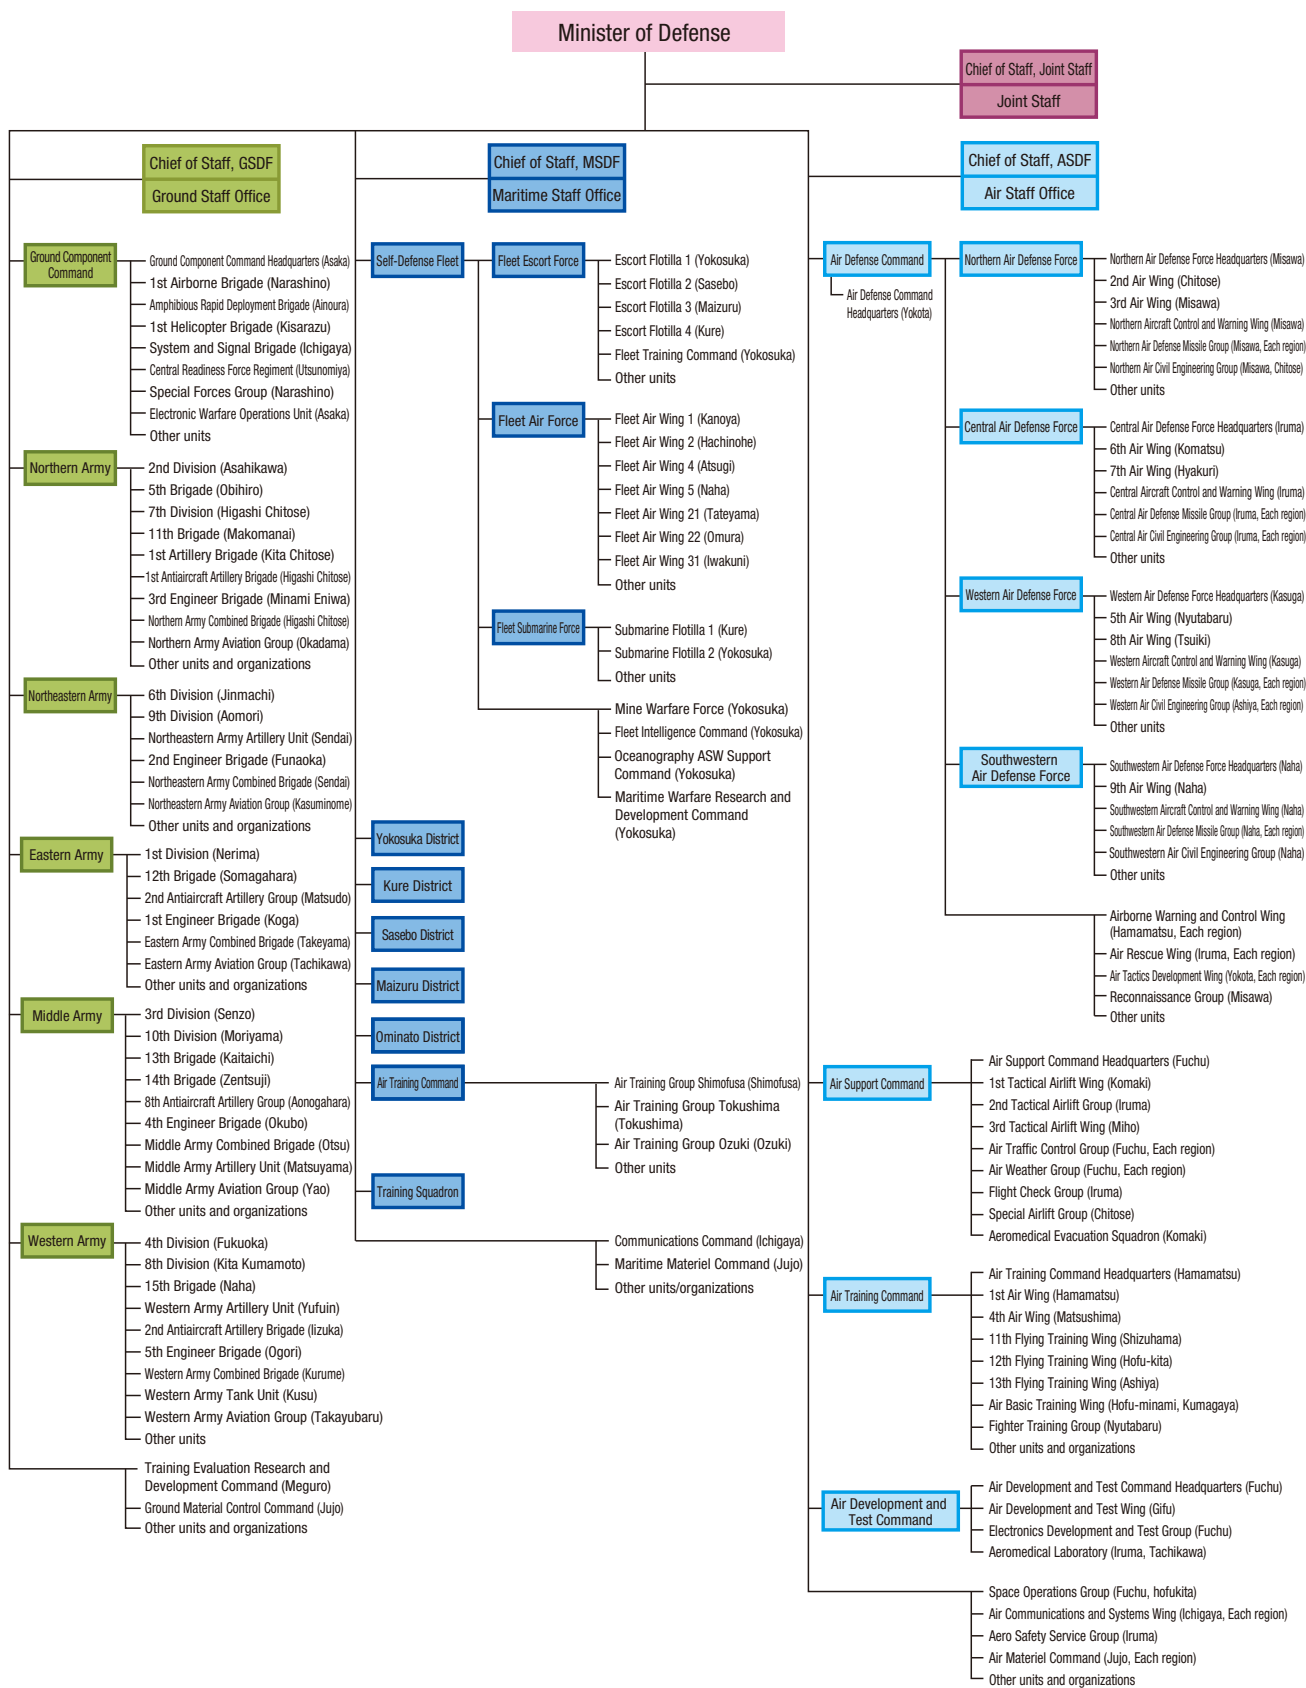 Minister of Defense
Chief of Staff, Joint Staff
Joint Staff
Chief of Staff, GSDF
Ground Staff Office
Ground Component
Command
Ground Component Command Headquarters (Asaka)
1st Airborne Brigade (Narashino)
Amphibious Rapid Deployment Brigade (Ainoura)
1st Helicopter Brigade (Kisarazu)
System and Signal Brigade (Ichigaya)
Central Readiness Force Regiment (Utsunomiya)
Special Forces Group (Narashino)
Electronic Warfare Operations Unit (Asaka)
Other units
Northern Army
2nd Division (Asahikawa)
5th Brigade (Obihiro)
7th Division (Higashi Chitose)
11th Brigade (Makomanai)
1st Artillery Brigade (Kita Chitose)
1st Antiaircraft Artillery Brigade (Higashi Chitose)
3rd Engineer Brigade (Minami Eniwa)
Northern Army Combined Brigade (Higashi Chitose)
Northern Army Aviation Group (Okadama)
Other units and organizations
Northeastern Army
6th Division (Jinmachi)
9th Division (Aomori)
Northeastern Army Artillery Unit (Sendai)
2nd Engineer Brigade (Funaoka)
Northeastern Army Combined Brigade (Sendai)
Northeastern Army Aviation Group (Kasuminome)
Other units and organizations
Eastern Army
1st Division (Nerima)
12th Brigade (Somagahara)
2nd Antiaircraft Artillery Group (Matsudo)
1st Engineer Brigade (Koga)
Eastern Army Combined Brigade (Takeyama)
Eastern Army Aviation Group (Tachikawa)
Other units and organizations
Middle Army
3rd Division (Senzo)
10th Division (Moriyama)
13th Brigade (Kaitaichi)
14th Brigade (Zentsuji)
8th Antiaircraft Artillery Group (Aonogahara)
4th Engineer Brigade (Okubo)
Middle Army Combined Brigade (Otsu)
Middle Army Artillery Unit (Matsuyama)
Middle Army Aviation Group (Yao)
Other units and organizations
Western Army
4th Division (Fukuoka)
8th Division (Kita Kumamoto)
15th Brigade (Naha)
Western Army Artillery Unit (Yufuin)
2nd Antiaircraft Artillery Brigade (Iizuka)
5th Engineer Brigade (Ogori)
Western Army Combined Brigade (Kurume)
Western Army Tank Unit (Kusu)
Western Army Aviation Group (Takayubaru)
Other units
Training Evaluation Research and
Development Command (Meguro)
Ground Material Control Command (Jujo)
Other units and organizations
Chief of Staff, MSDF
Maritime Staff Office
Self-Defense Fleet
Fleet Escort Force
Escort Flotilla 1 (Yokosuka)
Escort Flotilla 2 (Sasebo)
Escort Flotilla 3 (Maizuru)
Escort Flotilla 4 (Kure)
Fleet Training Command (Yokosuka)
Other units
Fleet Air Force
Fleet Air Wing 1 (Kanoya)
Fleet Air Wing 2 (Hachinohe)
Fleet Air Wing 4 (Atsugi)
Fleet Air Wing 5 (Naha)
Fleet Air Wing 21 (Tateyama)
Fleet Air Wing 22 (Omura)
Fleet Air Wing 31 (Iwakuni)
Other units
Fleet Submarine Force
Submarine Flotilla 1 (Kure)
Submarine Flotilla 2 (Yokosuka)
Other units
Mine Warfare Force (Yokosuka)
Fleet Intelligence Command (Yokosuka)
Oceanography ASW Support
Command (Yokosuka)
Maritime Warfare Research and
Development Command
(Yokosuka)
Yokosuka District
Kure District
Sasebo District
Maizuru District
Ominato District
Air Training Command
Air Training Group Shimofusa (Shimofusa)
Air Training Group Tokushima
(Tokushima)
Air Training Group Ozuki (Ozuki)
Other units
Training Squadron
Communications Command (Ichigaya)
Maritime Materiel Command (Jujo)
Other units/organizations
Chief of Staff, ASDF
Air Staff Office
Air Defense Command
Air Defense Command
Headquarters (Yokota)
Northern Air Defense Force
Northern Air Defense Force Headquarters (Misawa)
2nd Air Wing (Chitose)
3rd Air Wing (Misawa)
Northern Aircraft Control and Warning Wing (Misawa)
Northern Air Defense Missile Group (Misawa, Each region)
Northern Air Civil Engineering Group (Misawa, Chitose)
Other units
Central Air Defense Force
Central Air Defense Force Headquarters (Iruma)
6th Air Wing (Komatsu)
7th Air Wing (Hyakuri)
Central Aircraft Control and Warning Wing (Iruma)
Central Air Defense Missile Group (Iruma, Each region)
Central Air Civil Engineering Group (Iruma, Each region)
Other units
Western Air Defense Force
Western Air Defense Force Headquarters (Kasuga)
5th Air Wing (Nyutabaru)
8th Air Wing (Tsuiki)
Western Aircraft Control and Warning Wing (Kasuga)
Western Air Defense Missile Group (Kasuga, Each region)
Western Air Civil Engineering Group (Ashiya, Each region)
Other units
Southwestern
Air Defense Force
Southwestern Air Defense Force Headquarters (Naha)
9th Air Wing (Naha)
Southwestern Aircraft Control and Warning Wing (Naha)
Southwestern Air Defense Missile Group (Naha, Each region)
Southwestern Air Civil Engineering Group (Naha)
Other units
Airborne Warning and Control Wing
(Hamamatsu, Each region)
Air Rescue Wing (Iruma, Each region)
Air Tactics Development Wing (Yokota, Each region)
Reconnaissance Group (Misawa)
Other units
Air Support Command
Air Support Command Headquarters (Fuchu)
1st Tactical Airlift Wing (Komaki)
2nd Tactical Airlift Group (Iruma)
3rd Tactical Airlift Wing (Miho)
Air Traffic Control Group (Fuchu, Each region)
Air Weather Group (Fuchu, Each region)
Flight Check Group (Iruma)
Special Airlift Group (Chitose)
Aeromedical Evacuation Squadron (Komaki)
Air Training Command
Air Training Command Headquarters (Hamamatsu)
1st Air Wing (Hamamatsu)
4th Air Wing (Matsushima)
11th Flying Training Wing (Shizuhama)
12th Flying Training Wing (Hofu-kita)
13th Flying Training Wing (Ashiya)
Air Basic Training Wing (Hofu-minami, Kumagaya)
Fighter Training Group (Nyutabaru)
Other units and organizations
Air Development and
Test Command
Air Development and Test Command Headquarters (Fuchu)
Air Development and Test Wing (Gifu)
Electronics Development and Test Group (Fuchu)
Aeromedical Laboratory (Iruma, Tachikawa)
Space Operations Group (Fuchu, hofukita)
Air Communications and Systems Wing (Ichigaya, Each region)
Aero Safety Service Group (Iruma)
Air Materiel Command (Jujo, Each region)
Other units and organizations